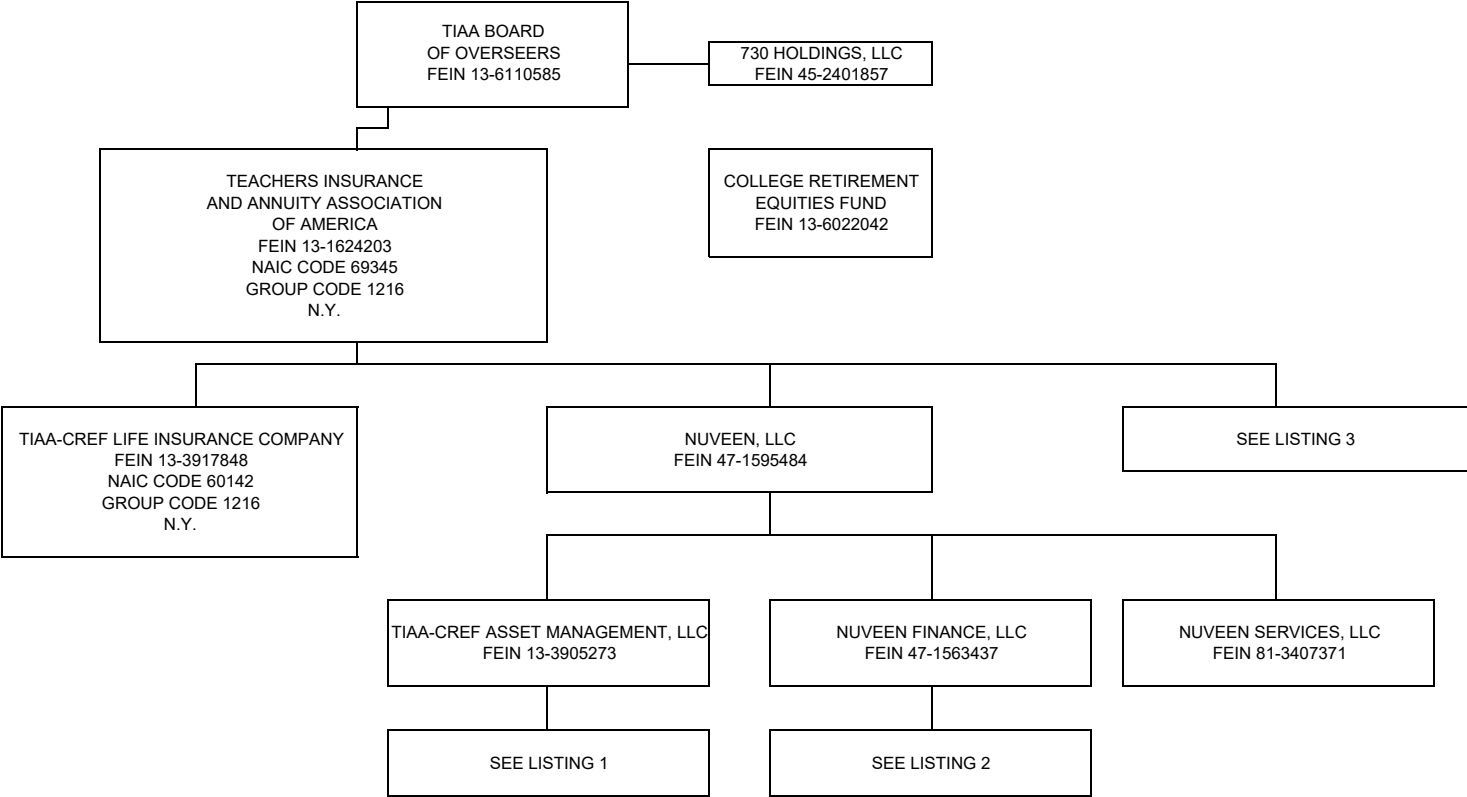 TIAA BOARD
OF OVERSEERS
FEIN 13-6110585
730 HOLDINGS, LLC
FEIN 45-2401857
TEACHERS INSURANCE
AND ANNUITY ASSOCIATION
OF AMERICA
FEIN 13-1624203
NAIC CODE 69345
GROUP CODE 1216
N.Y.
COLLEGE RETIREMENT
EQUITIES FUND
FEIN 13-6022042
TIAA-CREF LIFE INSURANCE COMPANY
FEIN 13-3917848
NAIC CODE 60142
GROUP CODE 1216
N.Y.
NUVEEN, LLC
FEIN 47-1595484
SEE LISTING 3
TIAA-CREF ASSET MANAGEMENT, LLC
FEIN 13-3905273
NUVEEN FINANCE, LLC
FEIN 47-1563437
NUVEEN SERVICES, LLC
FEIN 81-3407371
SEE LISTING 1
SEE LISTING 2